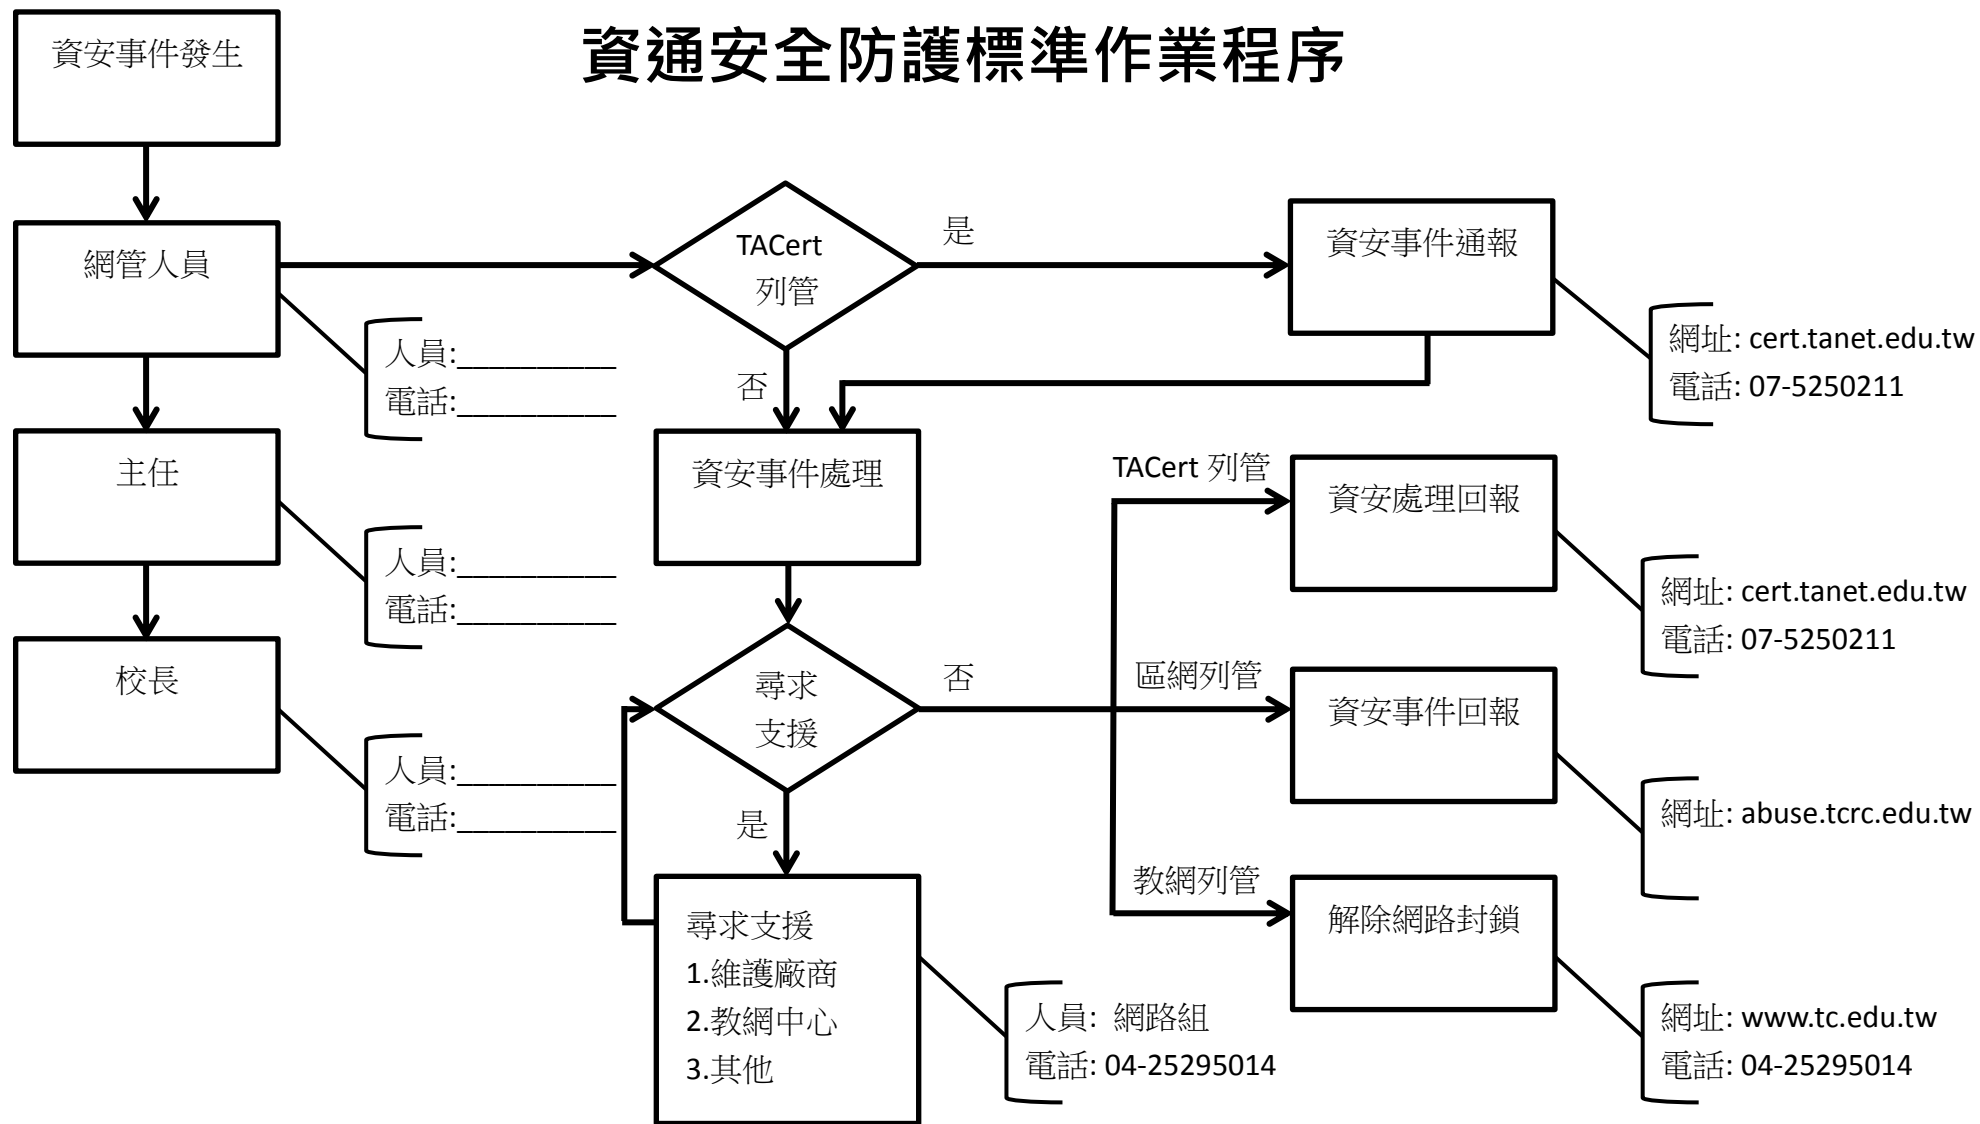 資通安全防護標準作業程序
資安事件發生
網管人員
人員:__________
電話:__________
主任
人員:__________
電話:__________
校長
人員:__________
電話:__________
TACert
列管
是
否
資安事件通報
網址: cert.tanet.edu.tw
電話: 07-5250211
資安事件處理
尋求
支援
是
否
尋求支援
1.維護廠商
2.教網中心
3.其他
人員: 網路組
電話: 04-25295014
TACert 列管
資安處理回報
網址: cert.tanet.edu.tw
電話: 07-5250211
區網列管
資安事件回報
網址: abuse.tcrc.edu.tw
教網列管
解除網路封鎖
網址: www.tc.edu.tw
電話: 04-25295014